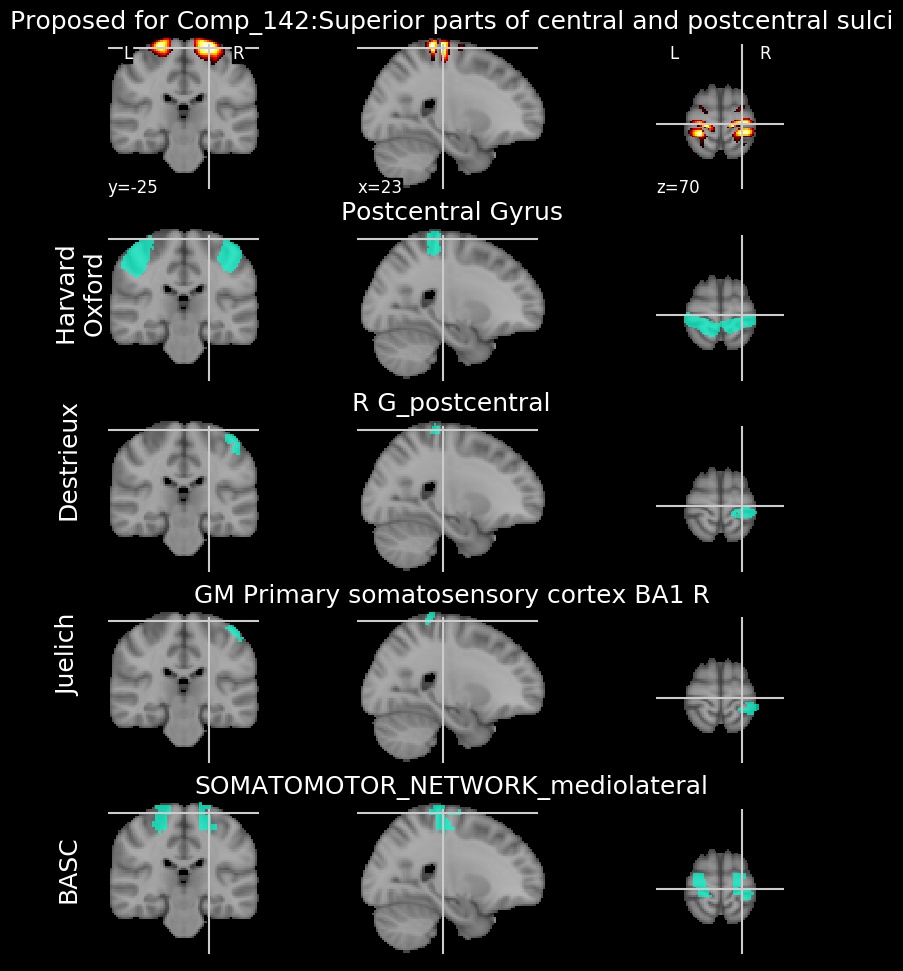 Proposed for Comp_142:Superior parts of central and postcentral sulci
L R
L R
y=-25
x=23
z=70
Postcentral Gyrus
Harvard
Oxford
R G_postcentral
Destrieux
GM Primary somatosensory cortex BA1 R
Juelich
SOMATOMOTOR_NETWORK_mediolateral
BASC